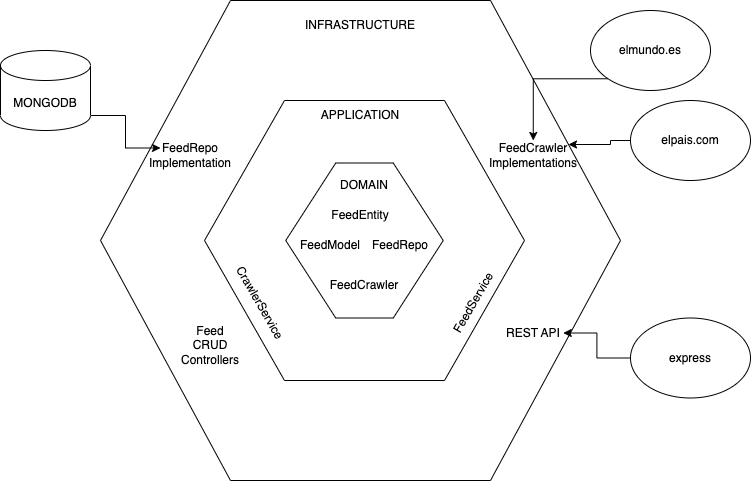 INFRASTRUCTURE
elmundo.es
MONGODB
APPLICATION
FeedRepo
Implementation
FeedCrawler
Implementations
elpais.com
DOMAIN
FeedEntity
FeedModel
FeedRepo
FeedCrawler
CrawlerService
FeedService
Feed
CRUD
Controllers
REST API
express